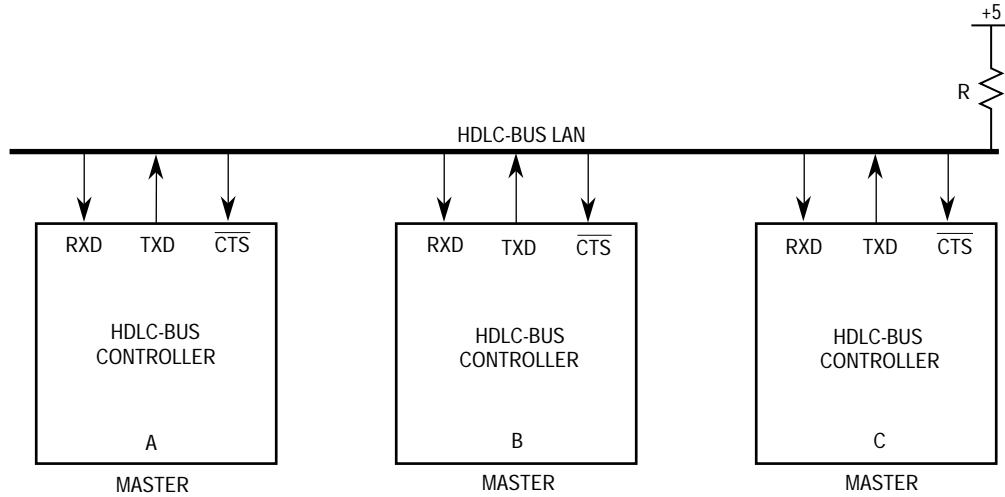 +5
R
HDLC-BUS LAN
RXD TXD CTS
HDLC-BUS
CONTROLLER
A
MASTER
RXD TXD CTS
HDLC-BUS
CONTROLLER
B
MASTER
RXD TXD CTS
HDLC-BUS
CONTROLLER
C
MASTER